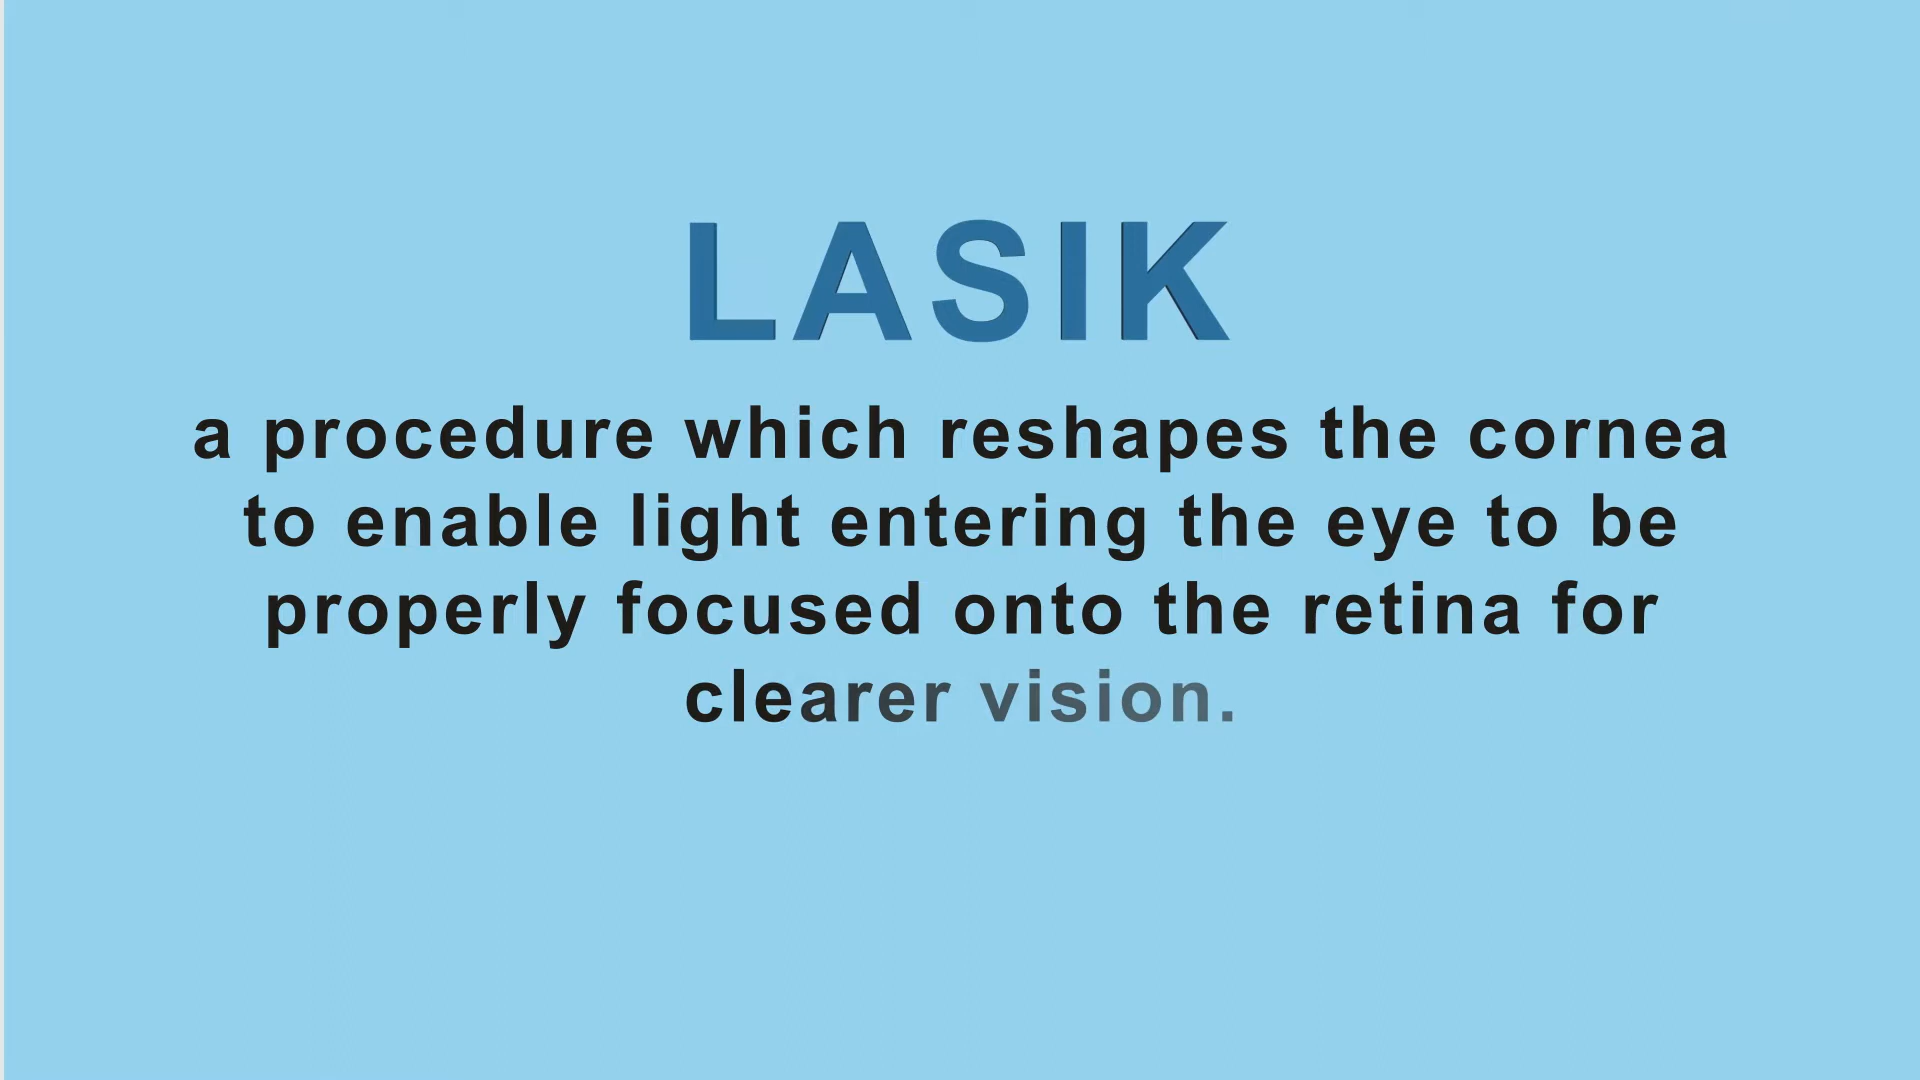 LASIK
a procedure which reshapes the cornea
to enable light entering the eye to be
properly focused onto the retina for
clearer vision.